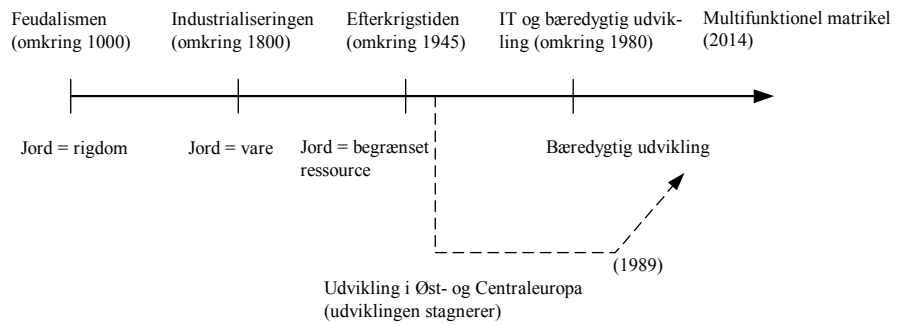 Feudalismen
(omkring 1000)
Industrialiseringen
(omkring 1800)
Efterkrigstiden
(omkring 1945)
IT og bæredygtig udvik-
ling (omkring 1980)
Multifunktionel matrikel
(2014)
Jord = rigdom
Jord = vare
Jord = begrænset
ressource
Bæredygtig udvikling
(1989)
Udvikling i Øst- og Centraleuropa
(udviklingen stagnerer)